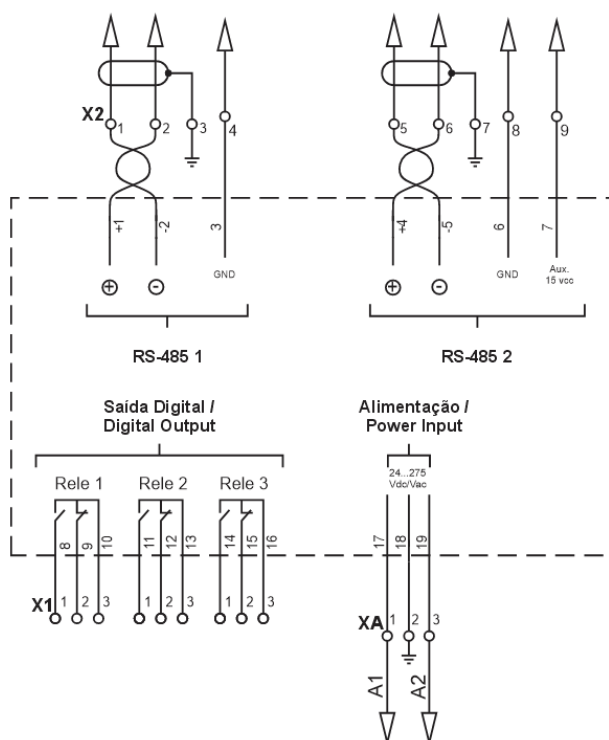 X2
1 2 3 4
5 6 7 8 9
+1 -2 3
+4 -5 6 7
GND
GND
Aux.
15 vcc
+ -
+ -
RS-485 1
RS-485 2
Saída Digital /
Digital Output
Alimentação /
Power Input
Rele 1
Rele 2
Rele 3
24...275
Vdc/Vac
8 9 10
11 12 13
14 15 16
17 18 19
X1
1 2 3
1 2 3
1 2 3
XA
1 2 3
A1
A2